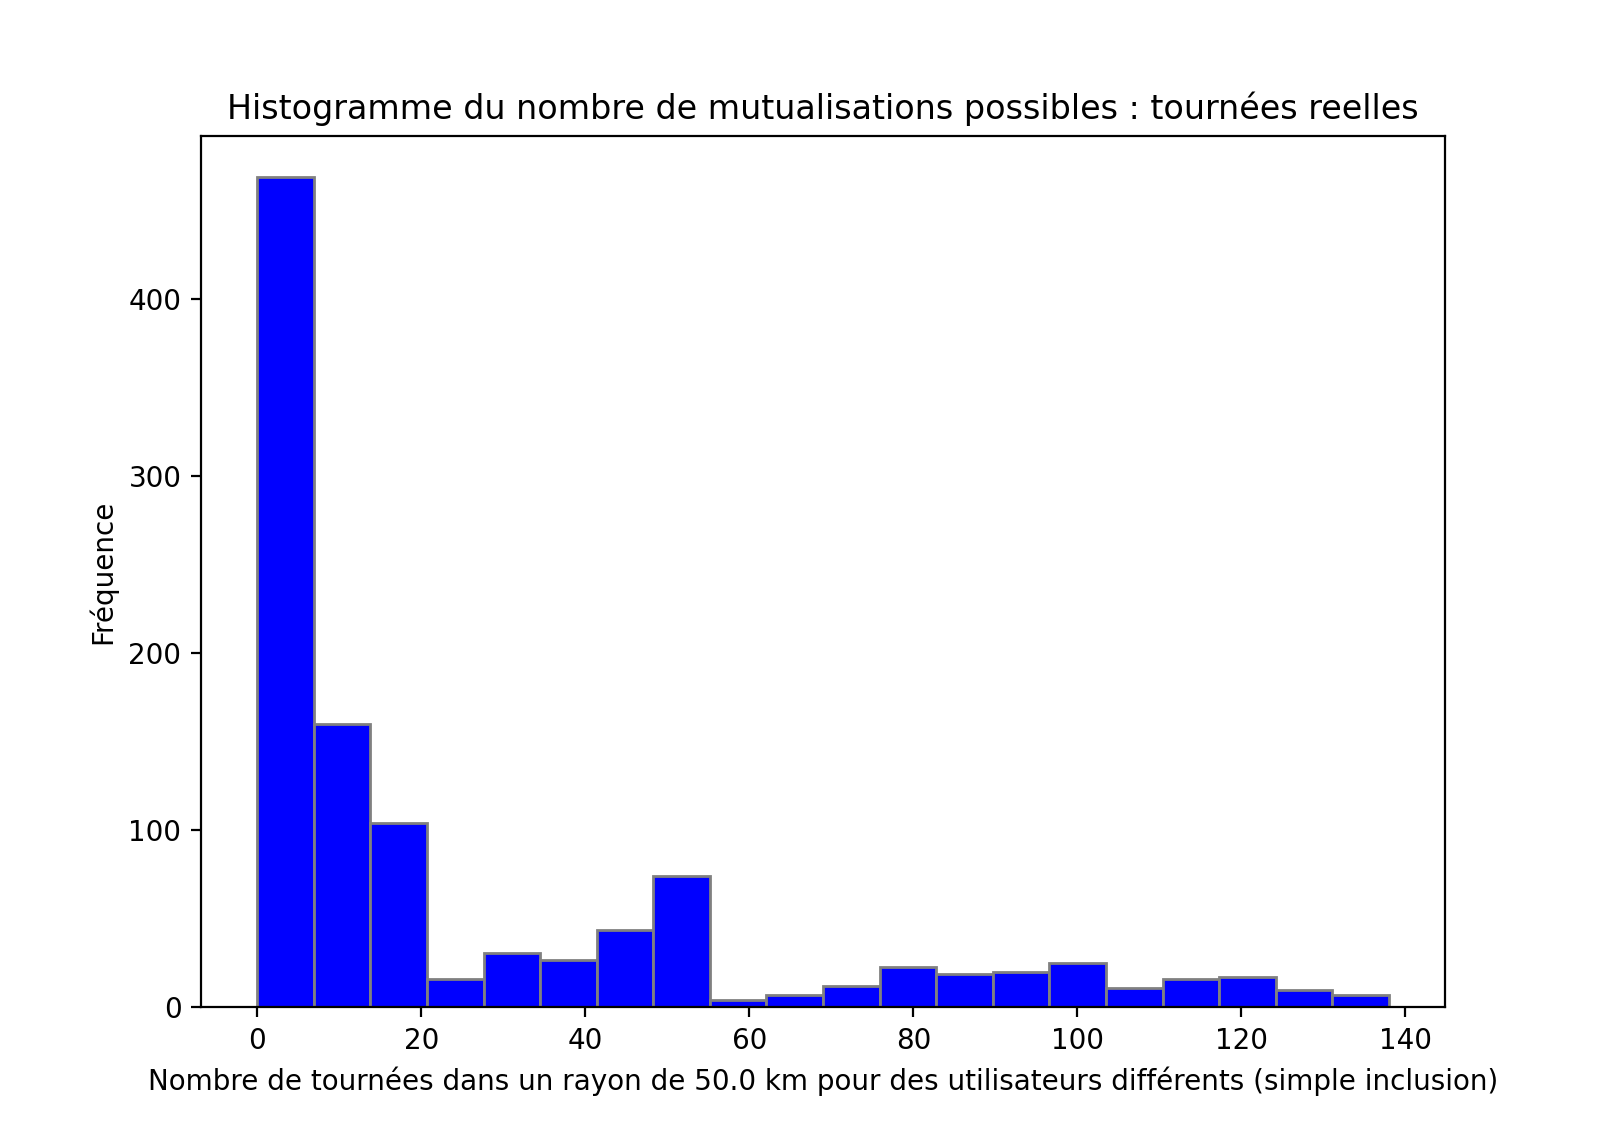 Histogramme du nombre de mutualisations possibles : tournées reelles
Fréquence
400
300
200
100
0
0 20 40 60 80 100 120 140
Nombre de tournées dans un rayon de 50.0 km pour des utilisateurs différents (simple inclusion)